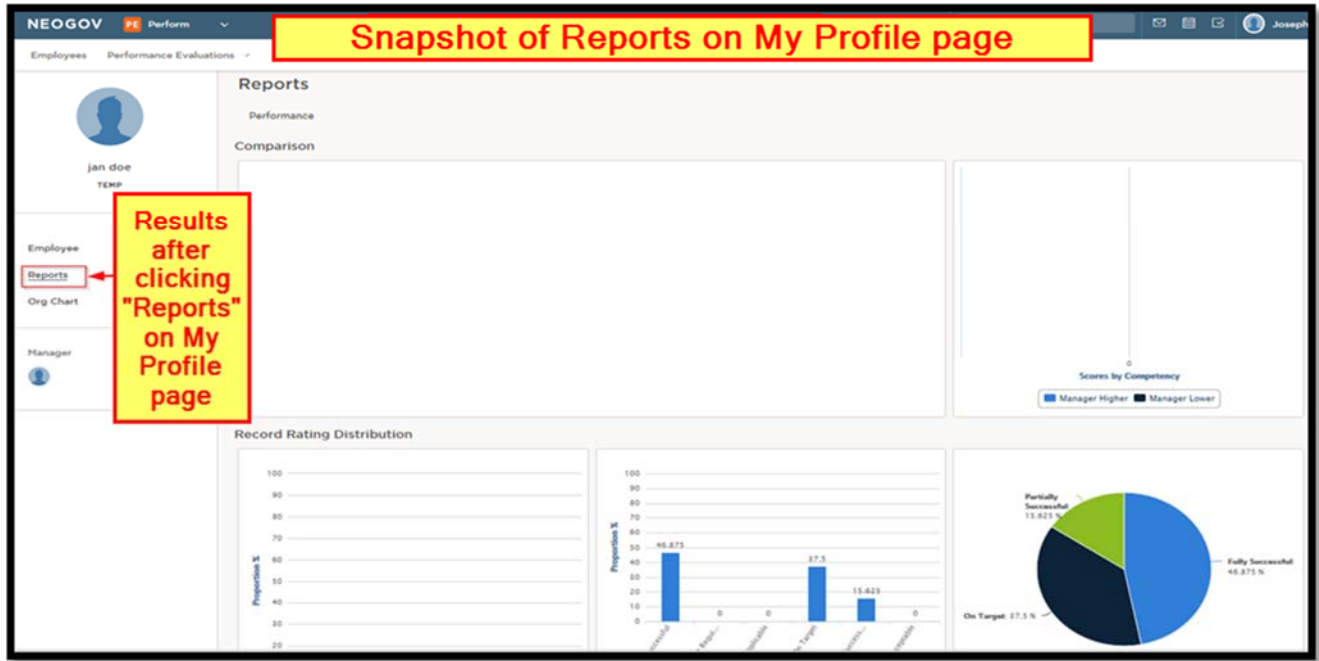 NEOGOV PE Perform
Snapshot of Reports on My Profile page
Joseph
Employees Performance Evaluations
jan doe
TEMP
Employee
Reports
Org Chart
Manager
Results
after
clicking
"Reports"
on My
Profile
page
Reports
Performance
Comparison
0
Scores by Competency
Manager Higher Manager Lower
Record Rating Distribution
100
90
80
70
60
50
40
30
20
Proportion %
100
90
80
70
60
50
40
30
20
10
0
Proportion %
46.875
0
0
37.5
15.625
0
On Target
Success...
Partially
Successful:
15.625 %
Fully Successful:
46.875 %
On Target: 37.5 %